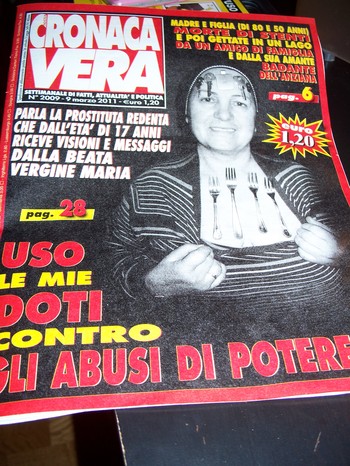 CRONACA
VERA
SETTIMANALE DI FATTI, ATTUALITA' E POLITICA
N° 2009 - 9 marzo 2011 - €uro 1,20
MADRE E FIGLIA (DI 80 E 50 ANNI)
MORTE DI STENTI
E POI GETTATE IN UN LAGO
DA UN AMICO DI FAMIGLIA
E DALLA SUA AMANTE
BADANTE
DELL'ANZIANA
pag. 6
euro
1,20
PARLA LA PROSTITUTA REDENTA
CHE DALL'ETA' DI 17 ANNI
RICEVE VISIONI E MESSAGGI
DALLA BEATA
VERGINE MARIA
pag. 28
USO
LE MIE
DOTI
CONTRO
GLI ABUSI DI POTERE